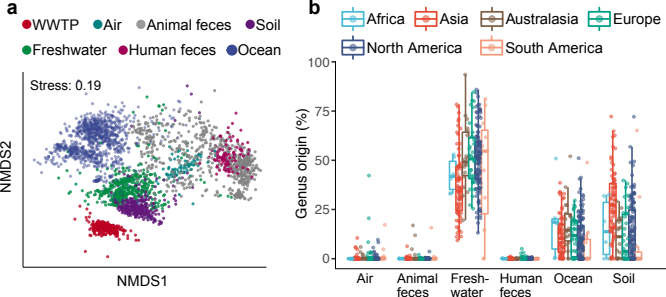 a
WWTP Air Animal feces Soil
Freshwater Human feces Ocean
Stress: 0.19
NMDS2
NMDS1
b
Africa Asia Australasia Europe
North America South America
Genus origin (%)
100
75
50
25
0
Air Animal feces Fresh-water Human feces Ocean Soil